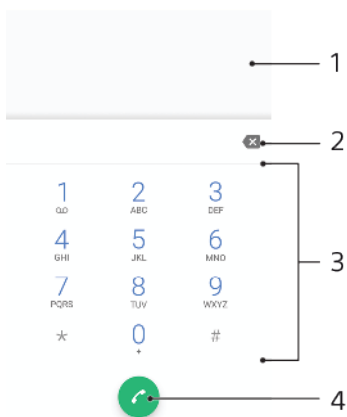 1
2
1 2 3
ABC DEF
4 5 6
GHI JKL MNO
3
7 8 9
PQRS TUV WXYZ
* 0 #
+
4